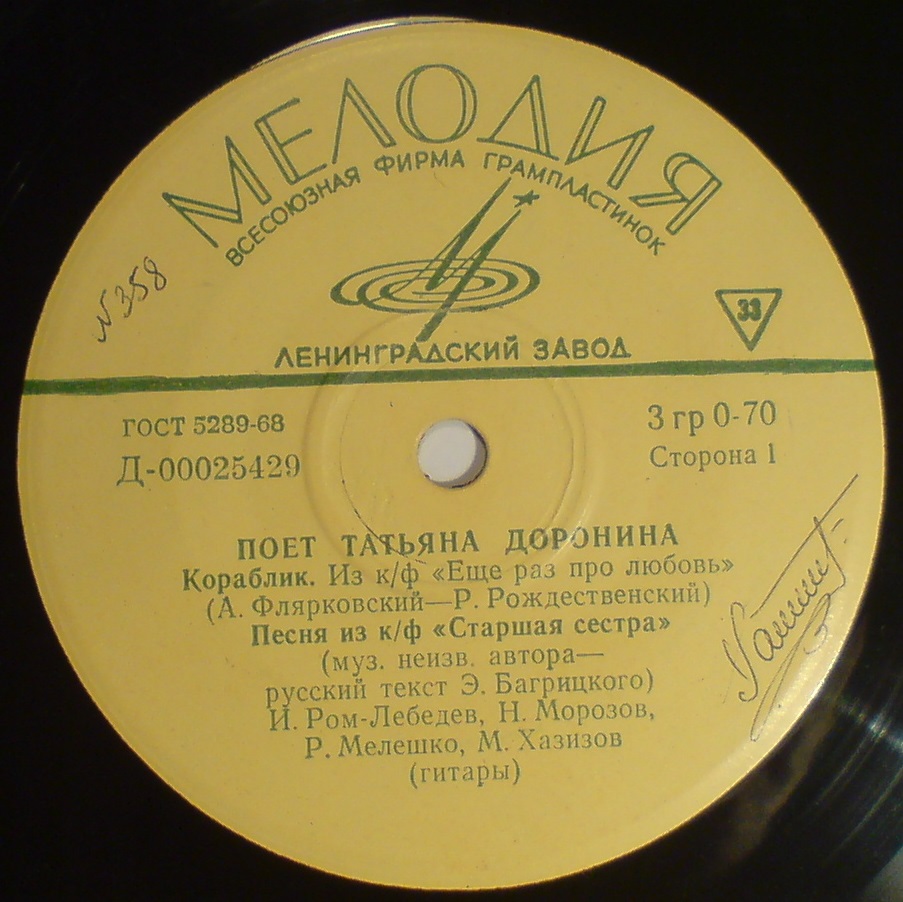 МЕЛОДИЯ
ВСЕСОЮЗНАЯ ФИРМА ГРАМПЛАСТИНОК
N 358
33
ЛЕНИНГРАДСКИЙ ЗАВОД
ГОСТ 5289-68
3 гр 0-70
Д-00025429
Сторона 1
ПОЕТ ТАТЬЯНА ДОРОНИНА
Кораблик. Из к/ф «Еще раз про любовь»
(А. Флярковский—Р. Рождественский)
Песня из к/ф «Старшая сестра»
(муз. неизв. автора—
русский текст Э. Багрицкого)
И. Ром-Лебедев, Н. Морозов,
Р. Мелешко, М. Хазизов
(гитары)